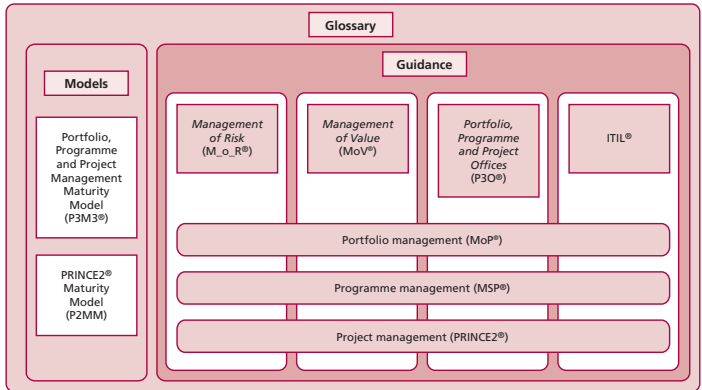 Glossary
Models
Portfolio,
Programme
and Project
Management
Maturity
Model
(P3M3®)
PRINCE2®
Maturity
Model
(P2MM)
Guidance
Management
of Risk
(M_o_R®)
Management
of Value
(MoV®)
Portfolio,
Programme
and Project
Offices
(P3O®)
ITIL®
Portfolio management (MoP®)
Programme management (MSP®)
Project management (PRINCE2®)